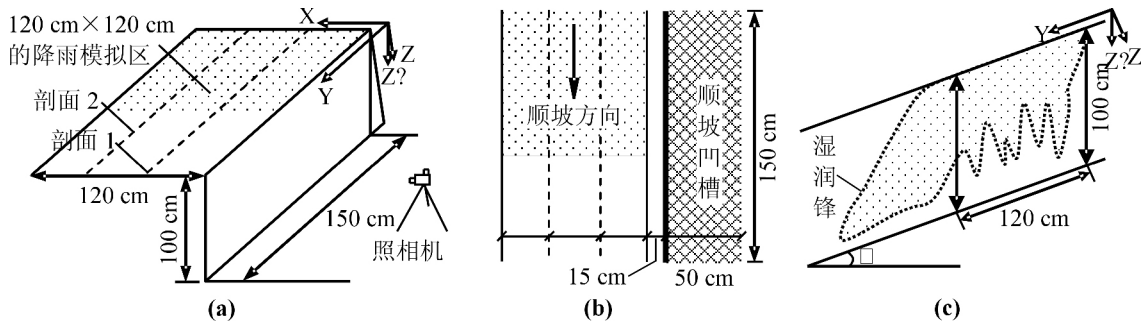 120 cm×120 cm
的降雨模拟区
剖面 2
剖面 1
X
Y
Z
Z?
120 cm
100 cm
150 cm
照相机
(a)
顺坡方向
顺坡凹槽
150 cm
15 cm
50 cm
(b)
Y
Z?
Z
100 cm
湿润锋
120 cm
(c)